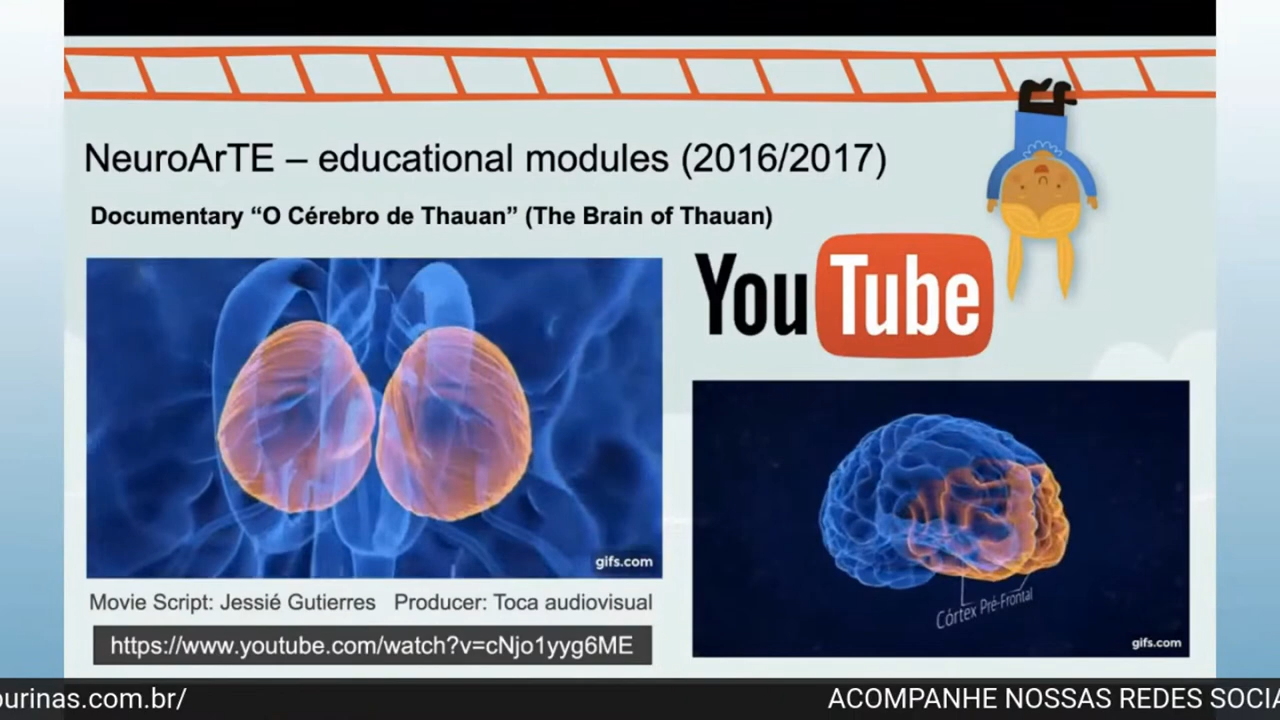 NeuroArTE – educational modules (2016/2017)
Documentary “O Cérebro de Thauan” (The Brain of Thauan)
YouTube
gifs.com
Córtex Pré-Frontal
gifs.com
Movie Script: Jessié Gutierres Producer: Toca audiovisual
https://www.youtube.com/watch?v=cNjo1yyg6ME
ourinas.com.br/ ACOMPANHE NOSSAS REDES SOCIA